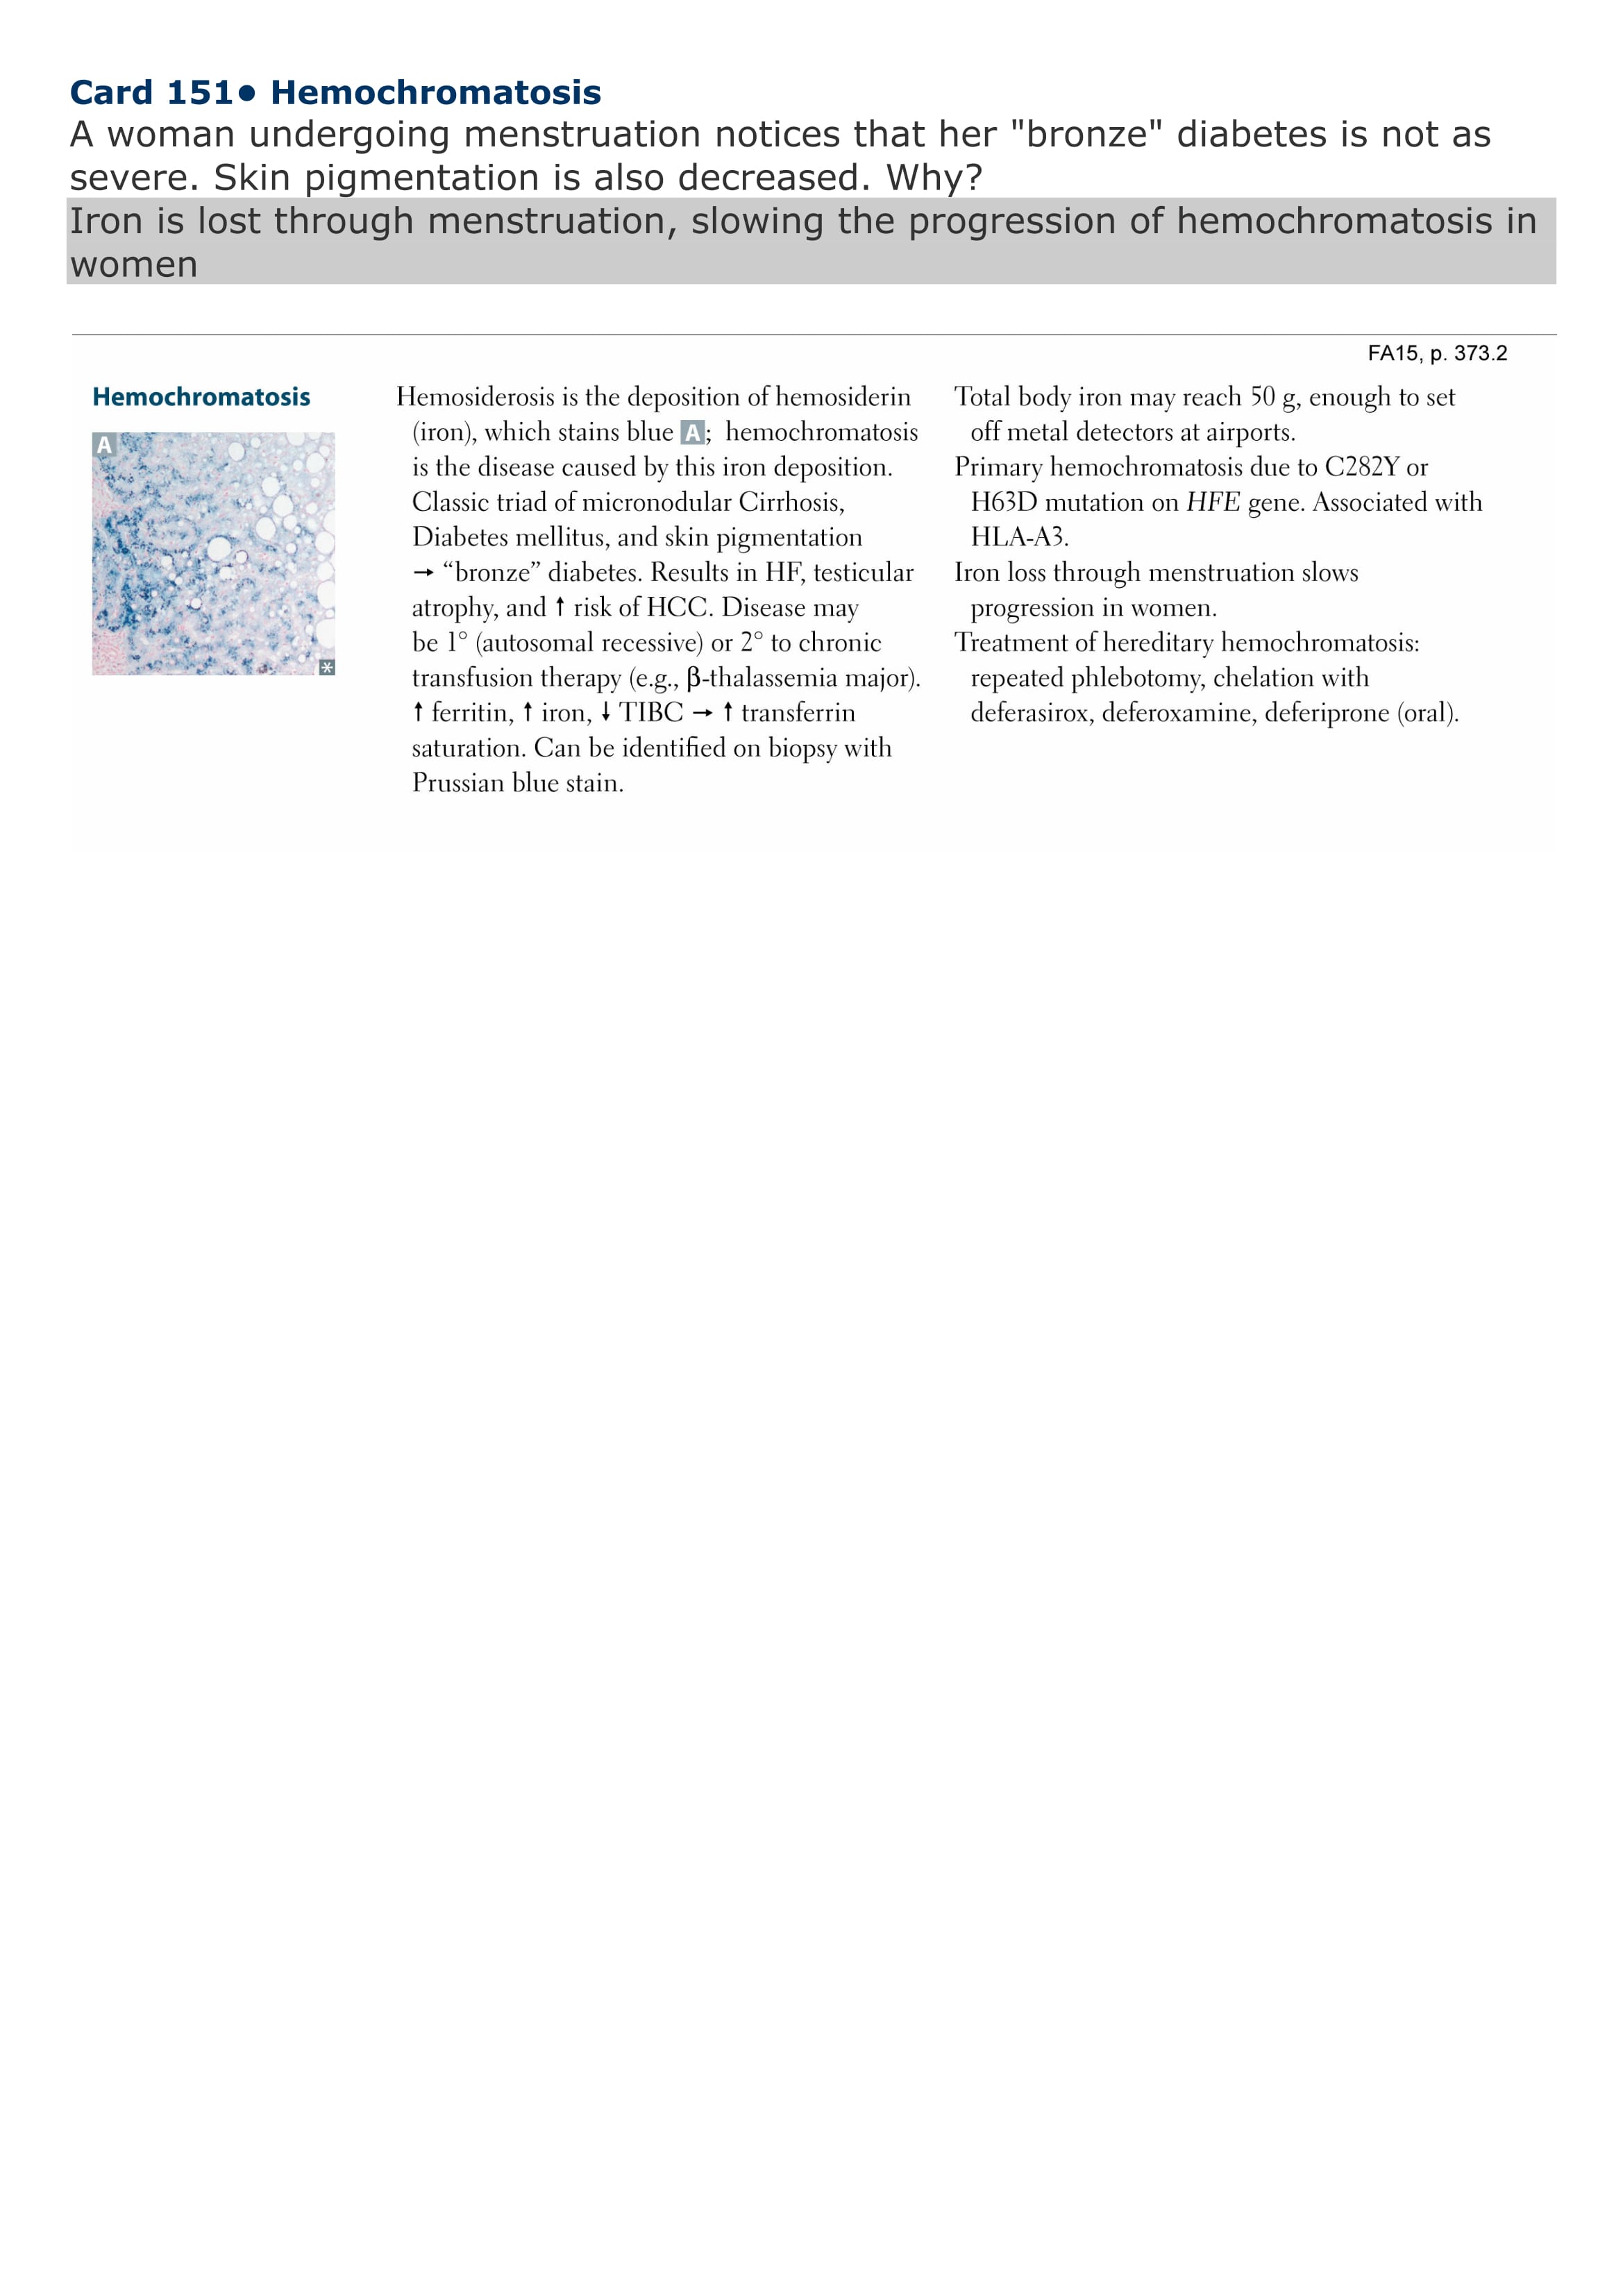 Card 151● Hemochromatosis
A woman undergoing menstruation notices that her "bronze" diabetes is not as
severe. Skin pigmentation is also decreased. Why?
Iron is lost through menstruation, slowing the progression of hemochromatosis in
women
FA15, p. 373.2
Hemochromatosis
A
*
Hemosiderosis is the deposition of hemosiderin
(iron), which stains blue A; hemochromatosis
is the disease caused by this iron deposition.
Classic triad of micronodular Cirrhosis,
Diabetes mellitus, and skin pigmentation
→ “bronze” diabetes. Results in HF, testicular
atrophy, and ↑ risk of HCC. Disease may
be 1° (autosomal recessive) or 2° to chronic
transfusion therapy (e.g., β-thalassemia major).
↑ ferritin, ↑ iron, ↓ TIBC → ↑ transferrin
saturation. Can be identified on biopsy with
Prussian blue stain.
Total body iron may reach 50 g, enough to set
off metal detectors at airports.
Primary hemochromatosis due to C282Y or
H63D mutation on HFE gene. Associated with
HLA-A3.
Iron loss through menstruation slows
progression in women.
Treatment of hereditary hemochromatosis:
repeated phlebotomy, chelation with
deferasirox, deferoxamine, deferiprone (oral).